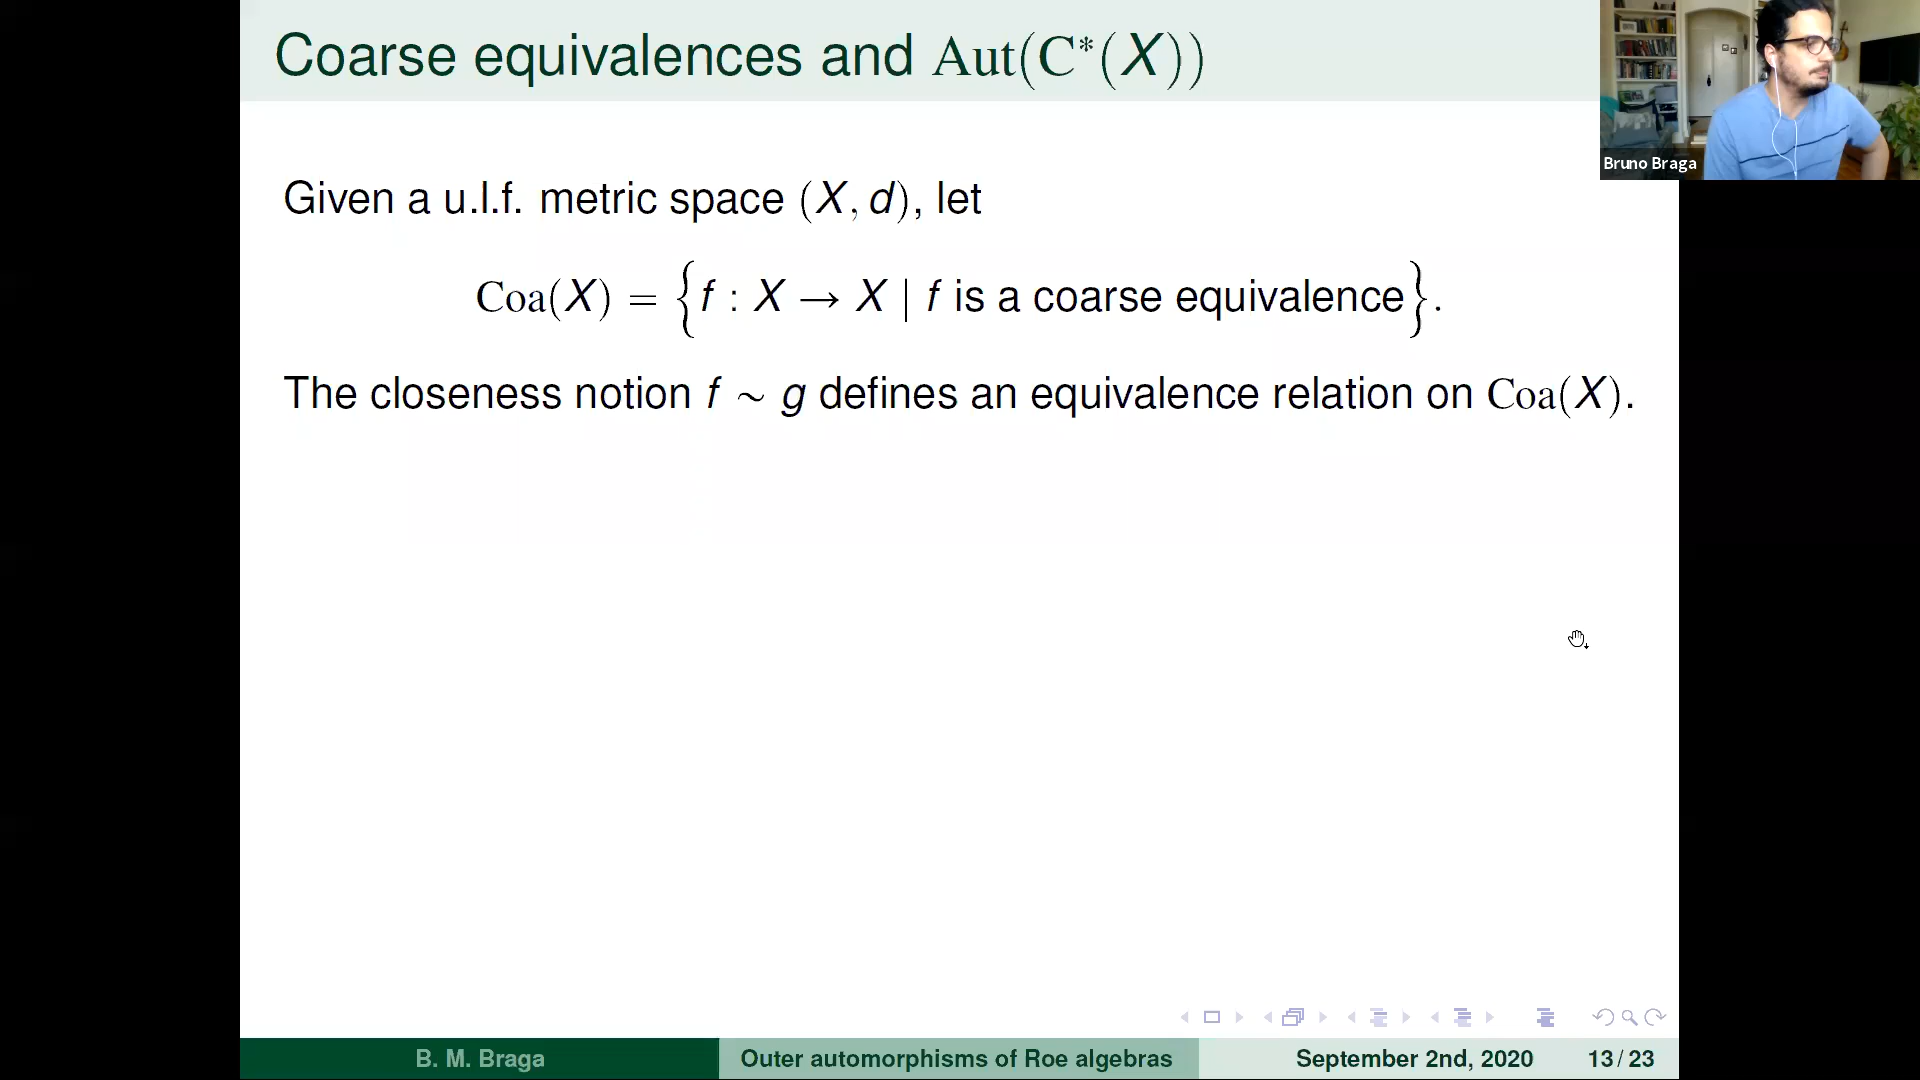 Coarse equivalences and Aut(C*(X))
Bruno Braga
Given a u.l.f. metric space (X, d), let
Coa(X) = {f : X → X | f is a coarse equivalence}.
The closeness notion f ∼ g defines an equivalence relation on Coa(X).
B. M. Braga Outer automorphisms of Roe algebras September 2nd, 2020 13 / 23